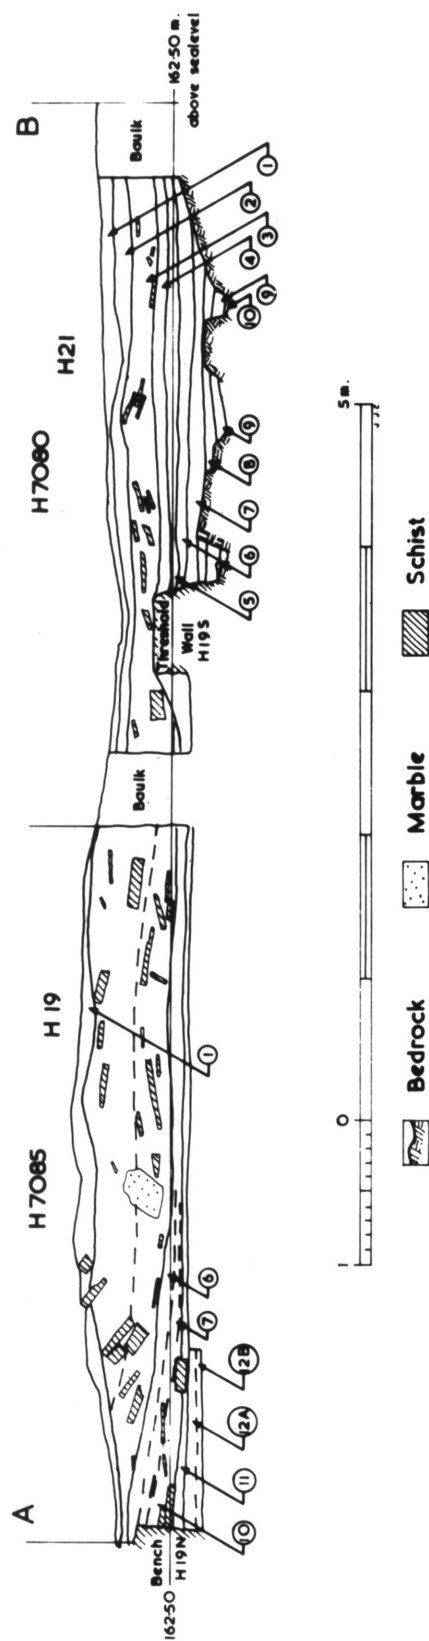 A
B
H7085
H7080
H19
H21
Baulk
Baulk
162·50 m.
above sealevel
162·50
Bench
H19N
Threshold
Wall
H19S
10
11
12A
12B
7
6
1
5
6
7
8
9
10
9
4
3
2
1
1
0
5 m.
Bedrock
Marble
Schist